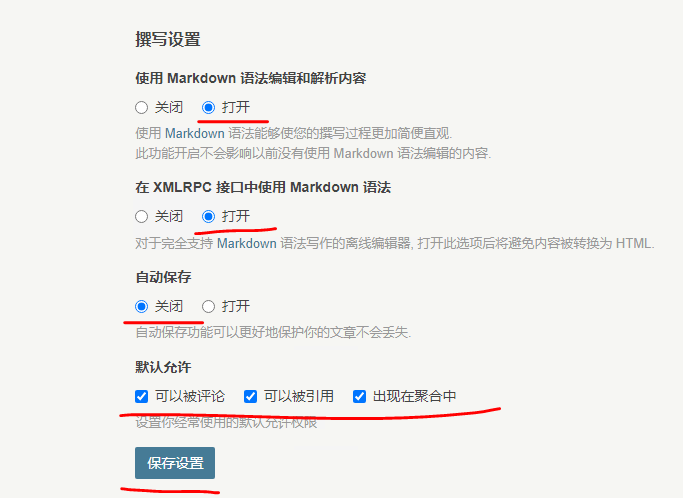 撰写设置
使用 Markdown 语法编辑和解析内容
关闭 打开
使用 Markdown 语法能够使您的撰写过程更加简便直观.
此功能开启不会影响以前没有使用 Markdown 语法编辑的内容.
在 XMLRPC 接口中使用 Markdown 语法
关闭 打开
对于完全支持 Markdown 语法写作的离线编辑器, 打开此选项后将避免内容被转换为 HTML.
自动保存
关闭 打开
自动保存功能可以更好地保护你的文章不会丢失.
默认允许
可以被评论 可以被引用 出现在聚合中
设置你经常使用的默认允许权限
保存设置